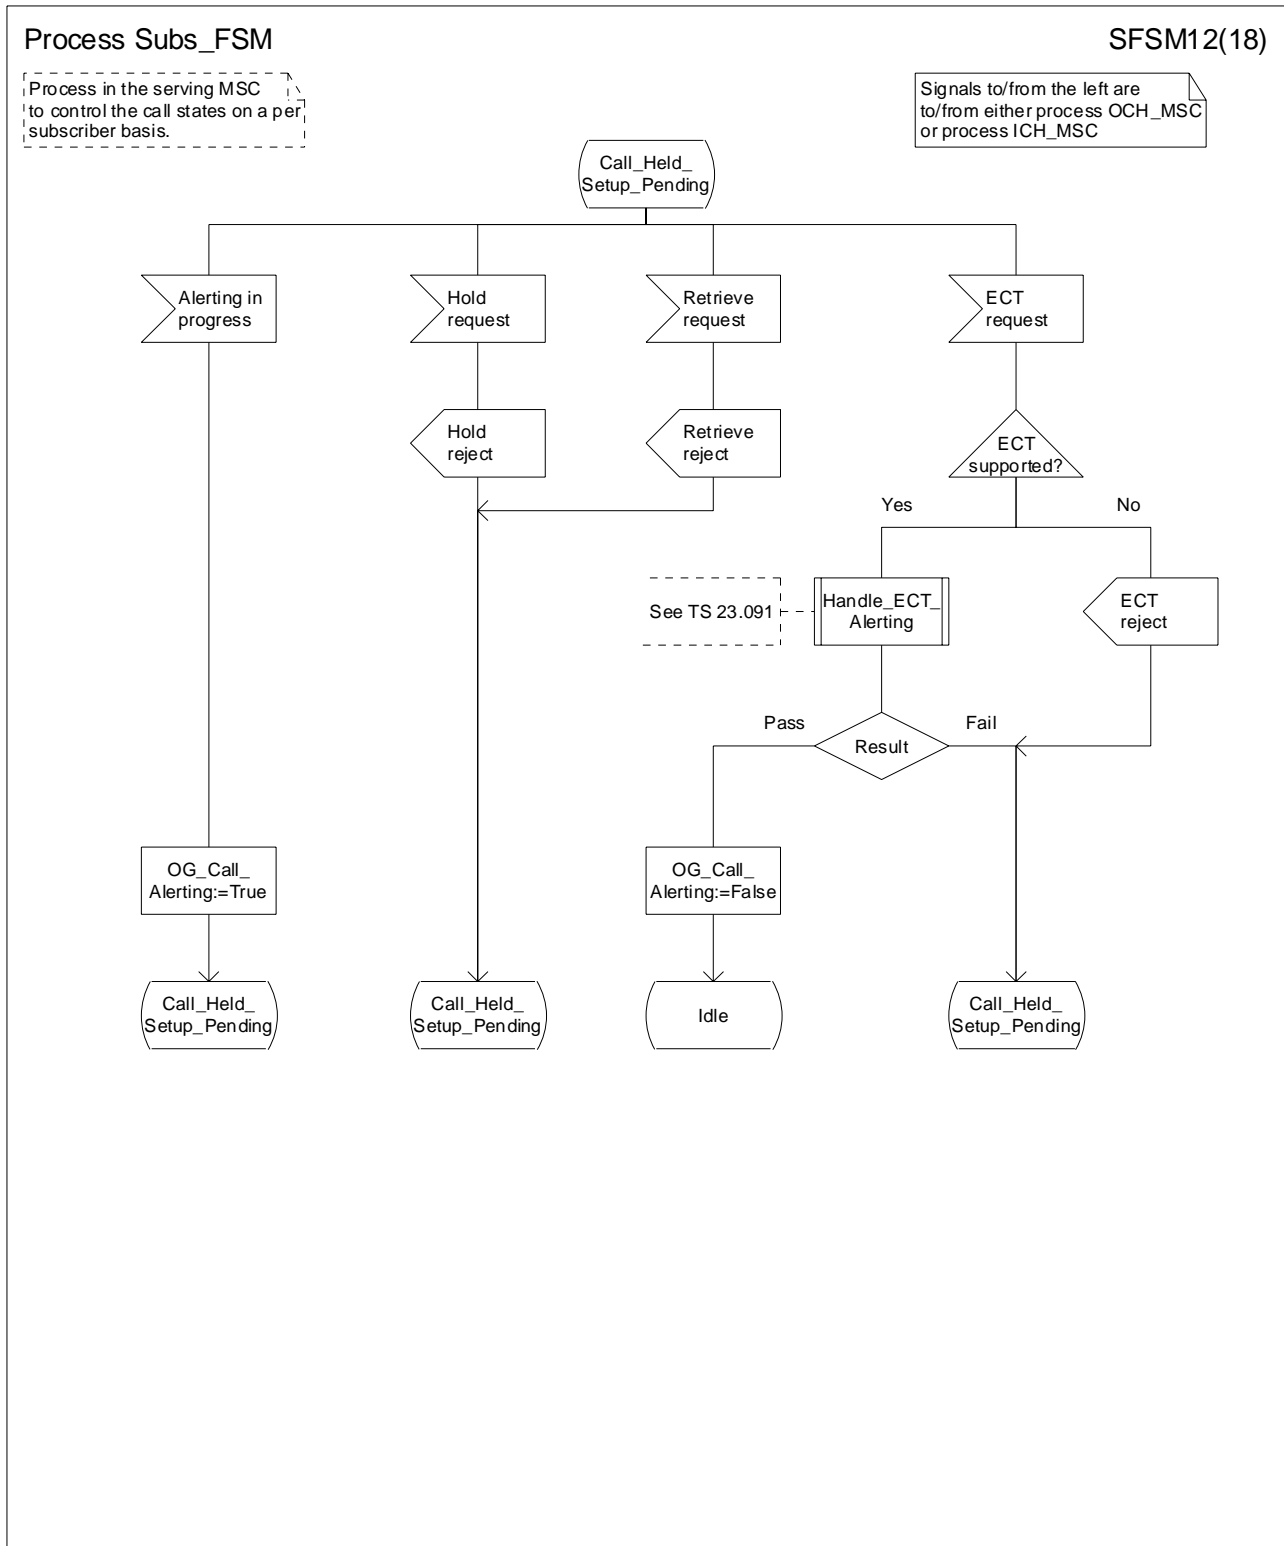 Process Subs_FSM
SFSM12(18)
Process in the serving MSC
to control the call states on a per
subscriber basis.
Signals to/from the left are
to/from either process OCH_MSC
or process ICH_MSC
Call_Held_
Setup_Pending
Alerting in
progress
Hold
request
Retrieve
request
ECT
request
Hold
reject
Retrieve
reject
ECT
supported?
Yes
No
See TS 23.091
Handle_ECT_
Alerting
ECT
reject
Pass
Result
Fail
OG_Call_
Alerting:=True
OG_Call_
Alerting:=False
Call_Held_
Setup_Pending
Call_Held_
Setup_Pending
Idle
Call_Held_
Setup_Pending